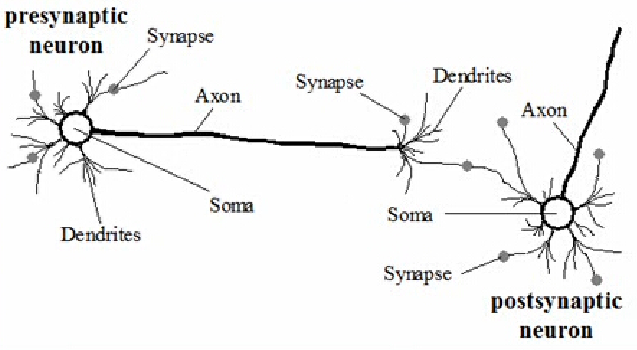 presynaptic
neuron
Synapse
Axon
Synapse
Dendrites
Axon
Soma
Dendrites
Soma
Synapse
postsynaptic
neuron